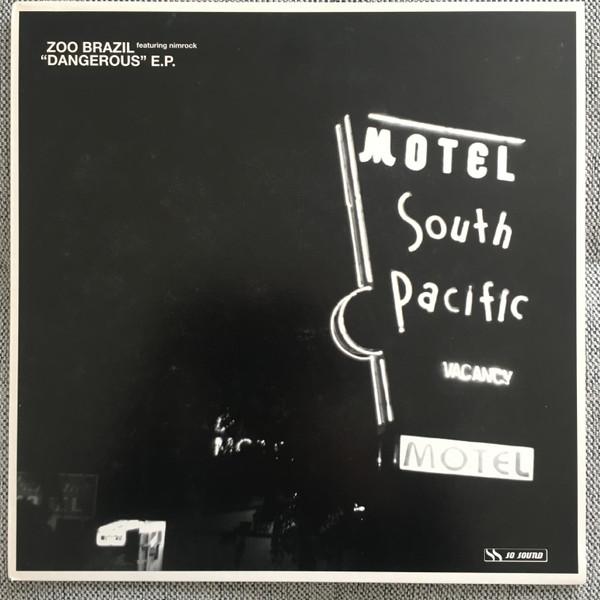 ZOO BRAZIL featuring nimrock
“DANGEROUS” E.P.
MOTEL
South
Pacific
VACANCY
MOTEL
SO SOUND